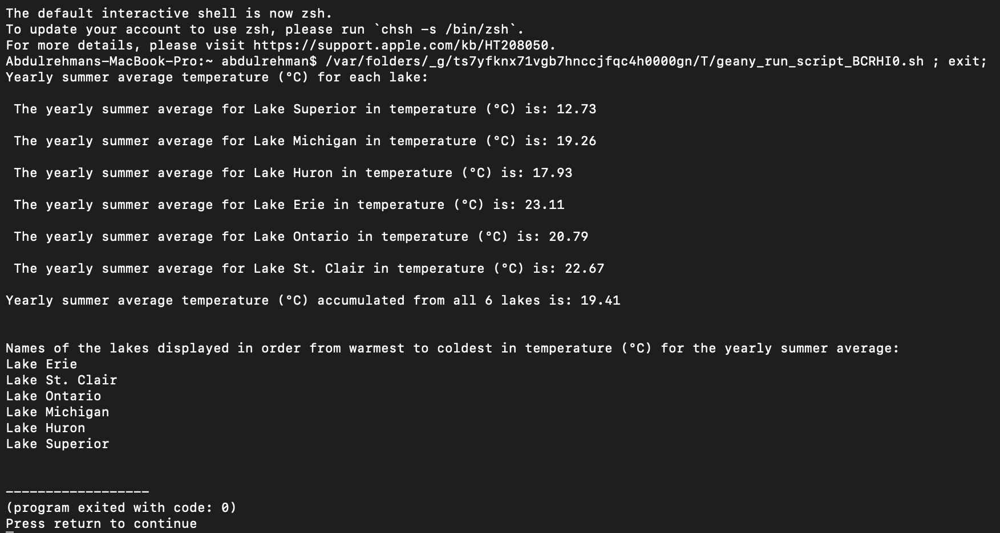 The default interactive shell is now zsh.
To update your account to use zsh, please run `chsh -s /bin/zsh`.
For more details, please visit https://support.apple.com/kb/HT208050.
Abdulrehmans-MacBook-Pro:~ abdulrehman$ /var/folders/_g/ts7yfknx71vgb7hnccjfqc4h0000gn/T/geany_run_script_BCRHI0.sh ; exit;
Yearly summer average temperature (°C) for each lake:
The yearly summer average for Lake Superior in temperature (°C) is: 12.73
The yearly summer average for Lake Michigan in temperature (°C) is: 19.26
The yearly summer average for Lake Huron in temperature (°C) is: 17.93
The yearly summer average for Lake Erie in temperature (°C) is: 23.11
The yearly summer average for Lake Ontario in temperature (°C) is: 20.79
The yearly summer average for Lake St. Clair in temperature (°C) is: 22.67
Yearly summer average temperature (°C) accumulated from all 6 lakes is: 19.41
Names of the lakes displayed in order from warmest to coldest in temperature (°C) for the yearly summer average:
Lake Erie
Lake St. Clair
Lake Ontario
Lake Michigan
Lake Huron
Lake Superior
------------------
(program exited with code: 0)
Press return to continue